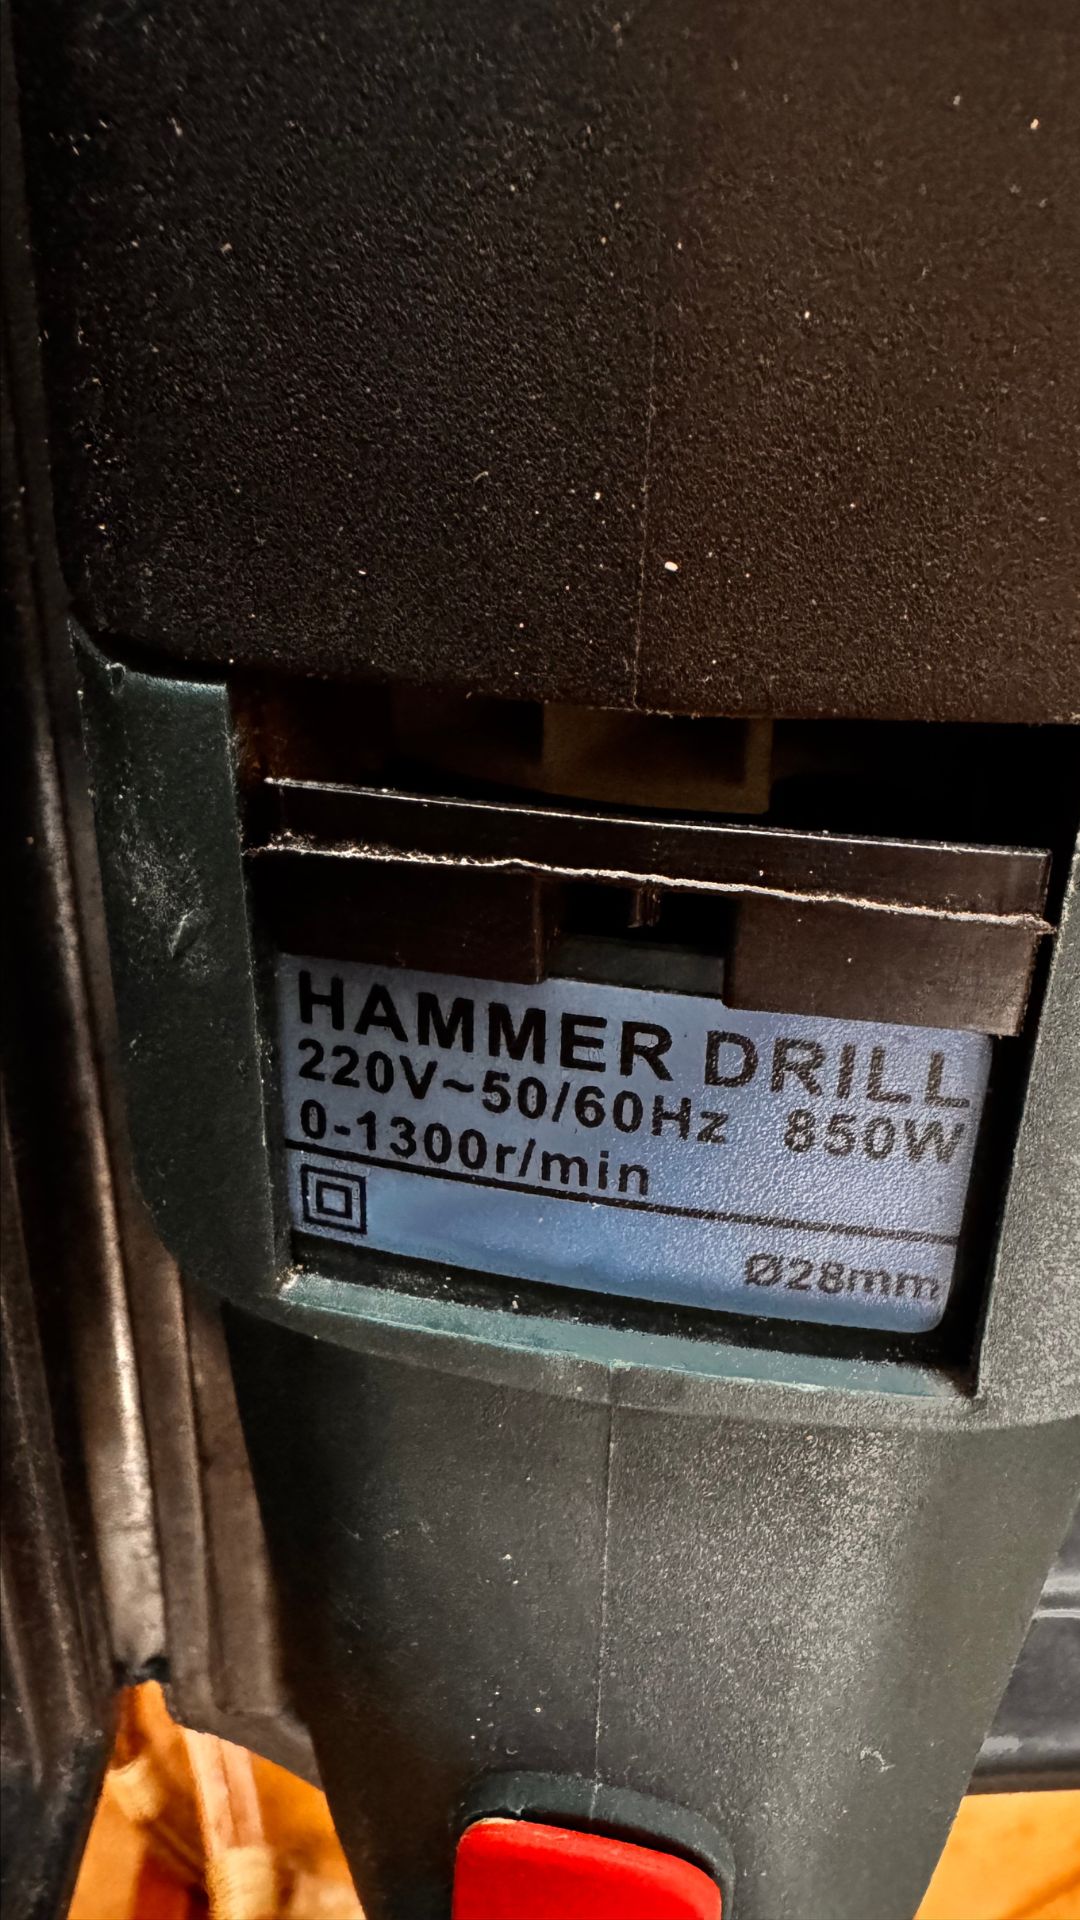 HAMMER DRILL
220V~50/60Hz 850W
0-1300r/min
Ø28mm